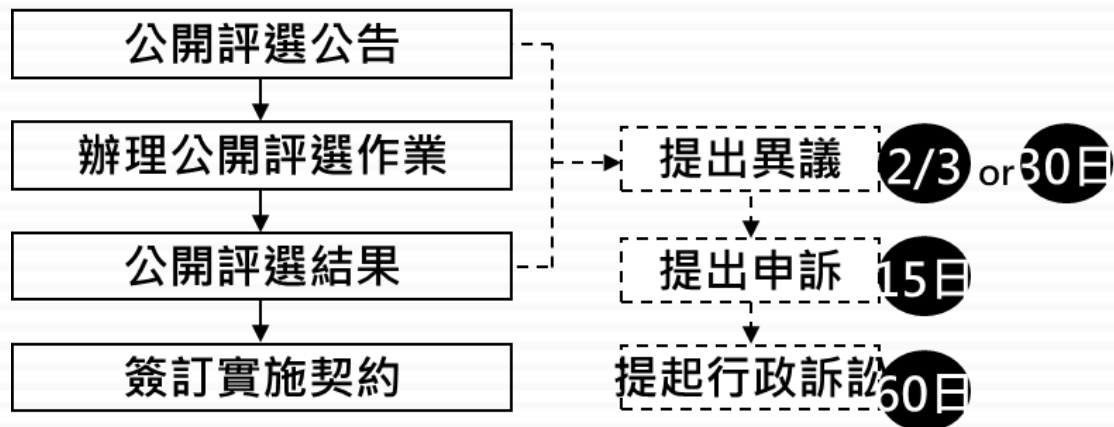 公開評選公告
辦理公開評選作業
公開評選結果
簽訂實施契約
提出異議 2/3 or 30日
提出申訴 15日
提起行政訴訟 60日